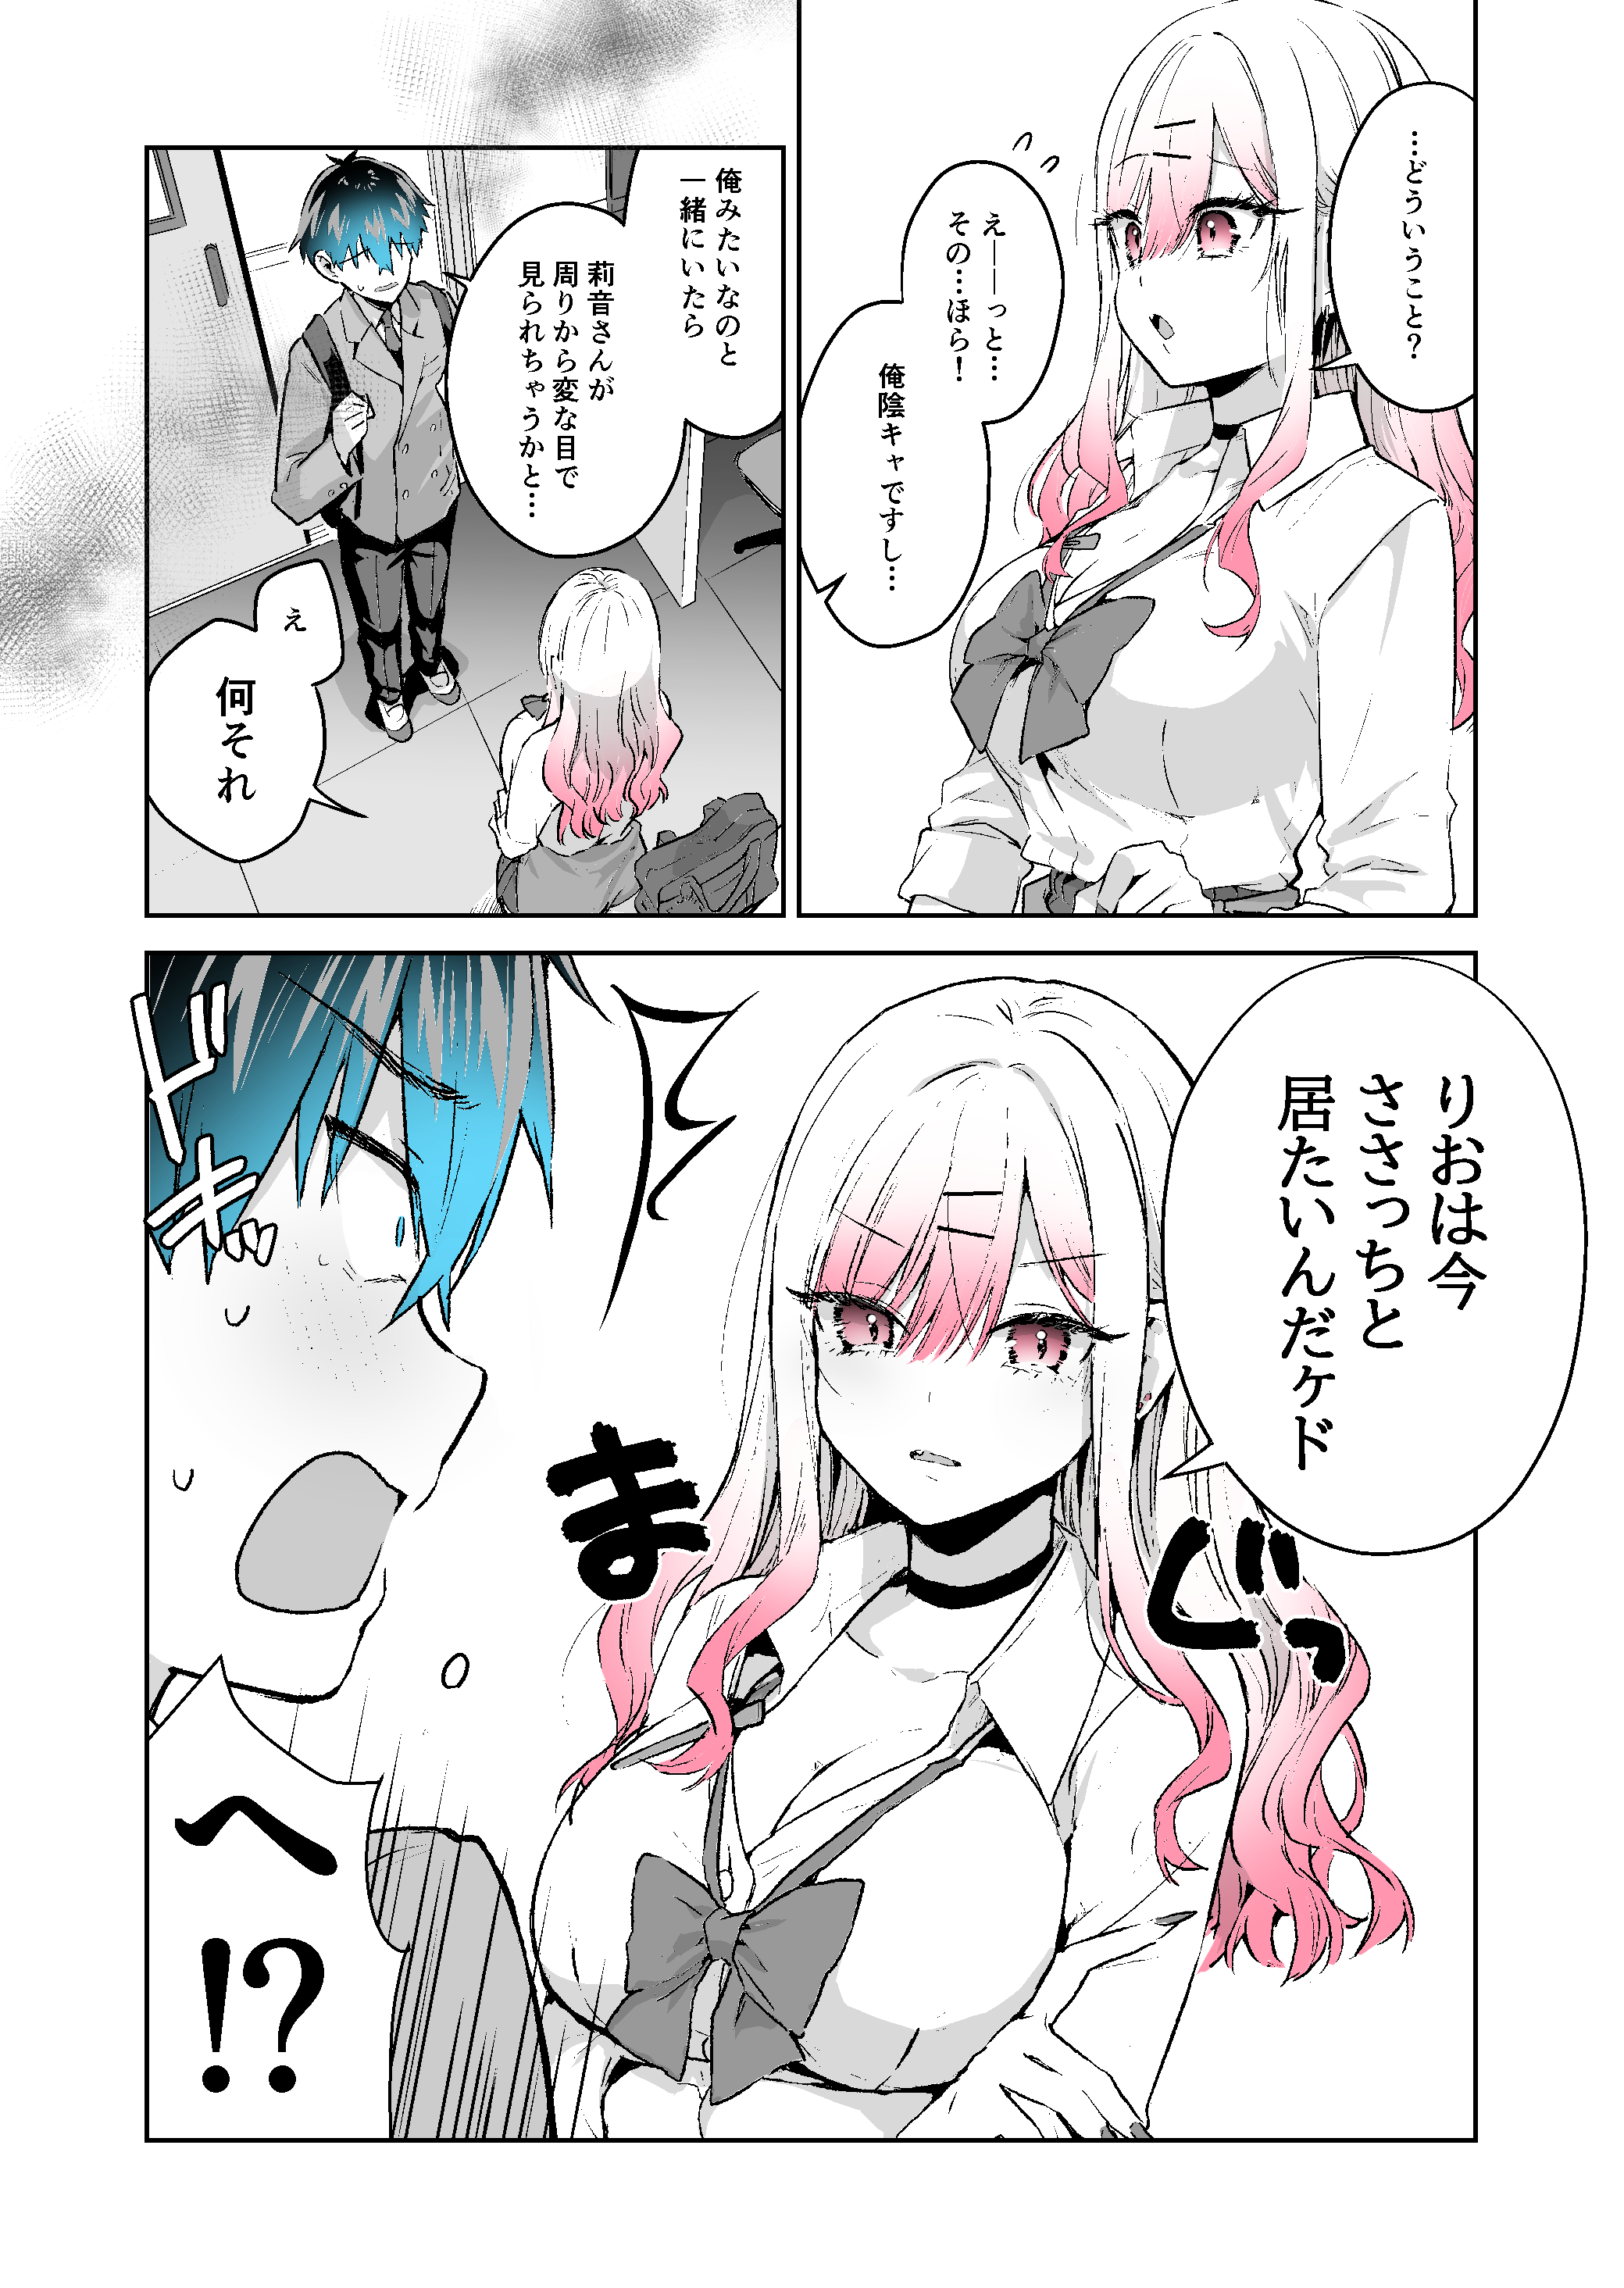 …どういうこと？
えーーっと…
その…ほら！
俺陰キャですし…
俺みたいなのと
一緒にいたら
莉音さんが
周りから変な目で
見られちゃうかと…
え
何それ
りおは今
ささっちと
居たいんだヶド
じっ
ま
ドキッ
へ!?